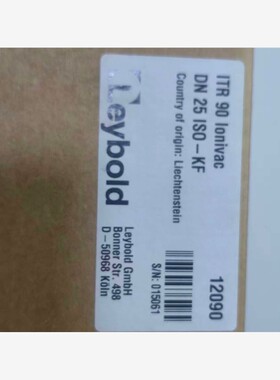 ITR 90 Ionivac
DN 25 ISO-KF
Country of origin: Liechtenstein
12090
S/N: 015061
Leybold
Leybold GmbH
Bonner Str. 498
D-50968 Köln